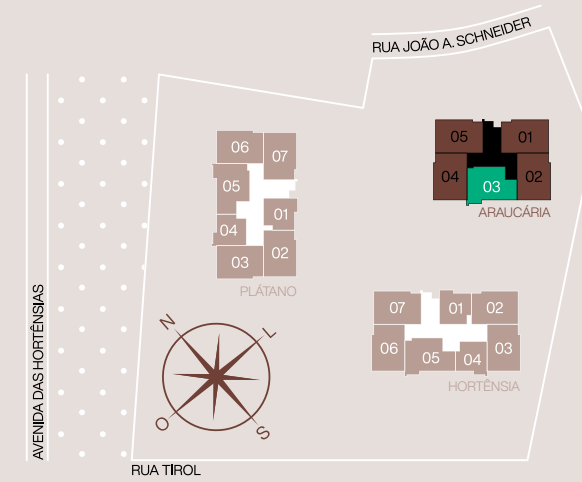 RUA JOÃO A. SCHNEIDER
05 01
04 03 02
ARAUCÁRIA
06 07
05
04 01
03 02
PLÁTANO
07 01 02
06 05 04 03
HORTÊNSIA
N L
O S
AVENIDA DAS HORTÊNSIAS
RUA TIROL